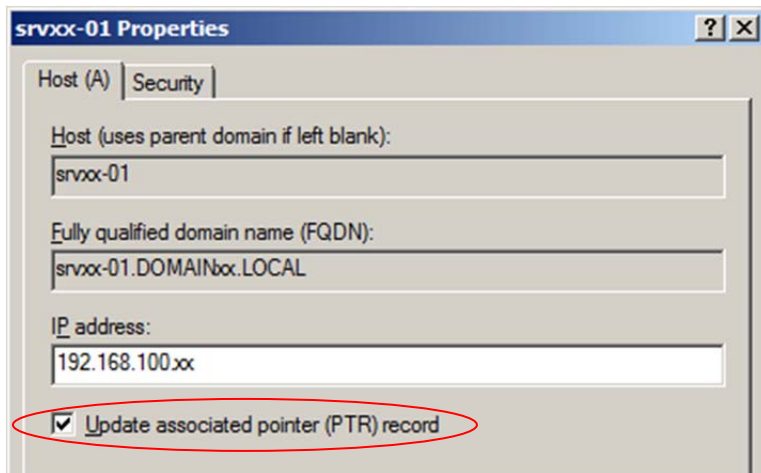 srvxx-01 Properties
Host (A) Security
Host (uses parent domain if left blank):
srvxx-01
Fully qualified domain name (FQDN):
srvxx-01.DOMAINxx.LOCAL
IP address:
192.168.100.xx
Update associated pointer (PTR) record